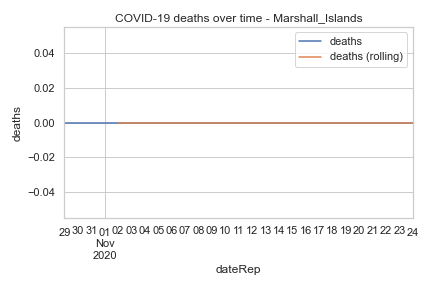 COVID-19 deaths over time - Marshall_Islands
deaths
deaths (rolling)
0.04
0.02
0.00
−0.02
−0.04
deaths
29 30 31 01 02 03 04 05 06 07 08 09 10 11 12 13 14 15 16 17 18 19 20 21 22 23 24
Nov
2020
dateRep